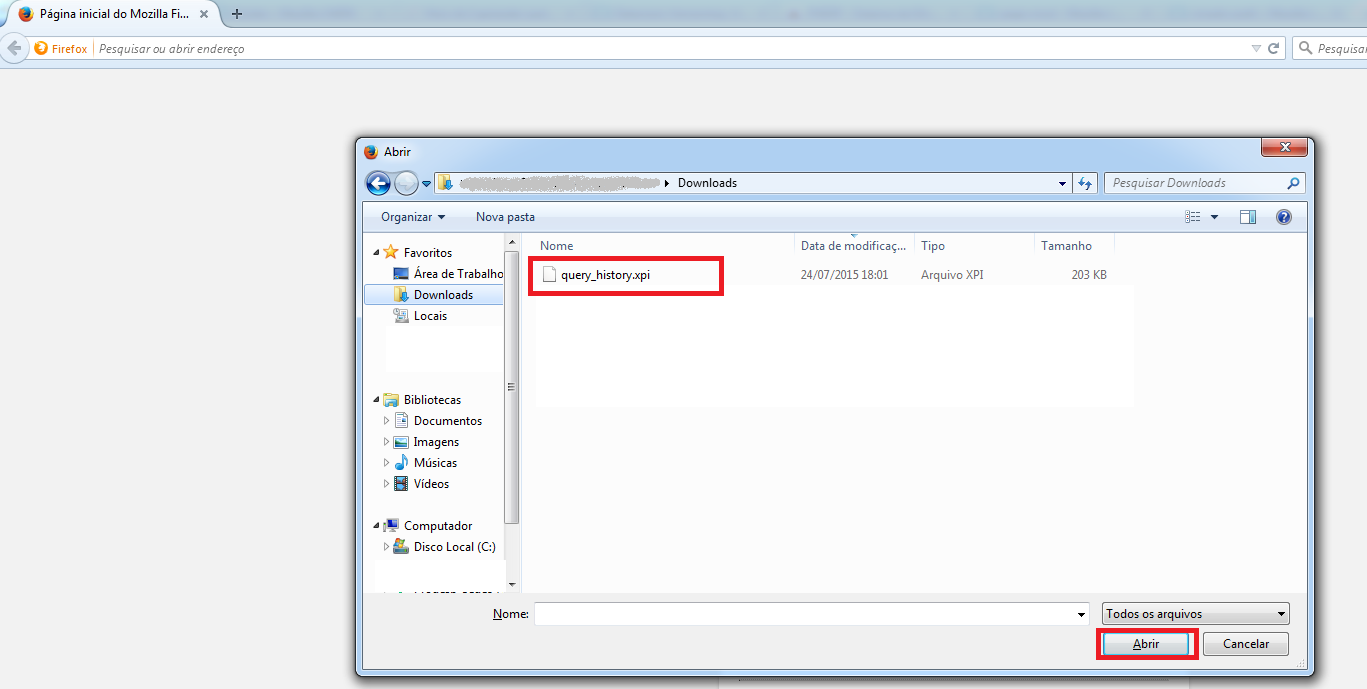 Página inicial do Mozilla Fi...
Firefox
Pesquisar ou abrir endereço
Pesquisar
Abrir
Downloads
Pesquisar Downloads
Organizar
Nova pasta
Favoritos
Área de Trabalho
Downloads
Locais
Bibliotecas
Documentos
Imagens
Músicas
Vídeos
Computador
Disco Local (C:)
Nome
Data de modificaç...
Tipo
Tamanho
query_history.xpi
24/07/2015 18:01
Arquivo XPI
203 KB
Nome:
Todos os arquivos
Abrir
Cancelar